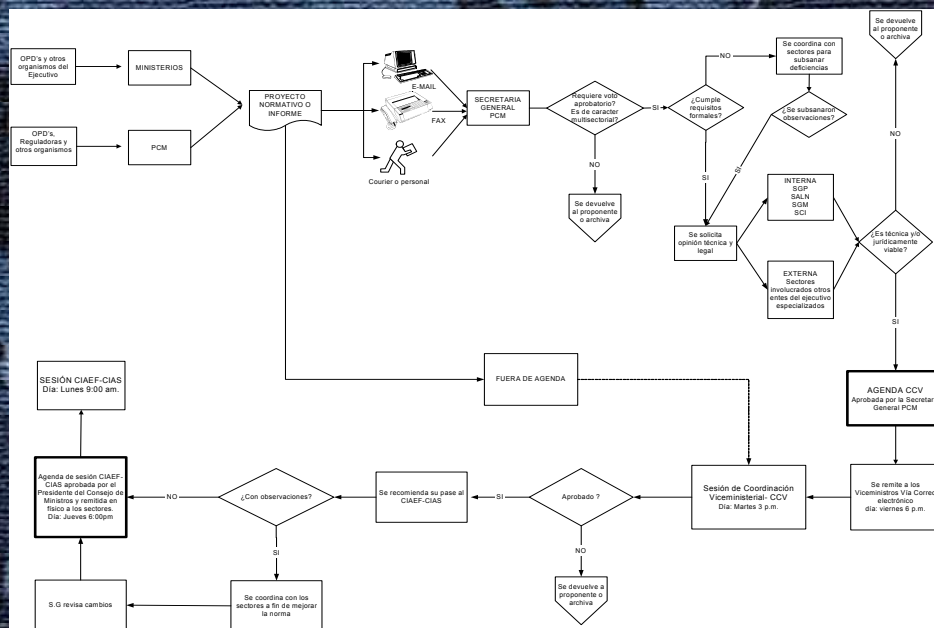 OPD's y otros
organismos del
Ejecutivo
MINISTERIOS
OPD's,
Reguladoras y
otros organismos
PCM
PROYECTO
NORMATIVO O
INFORME
E-MAIL
FAX
Courier o personal
SECRETARIA
GENERAL
PCM
Requiere voto
aprobatorio?
Es de caracter
multisectorial?
SI
NO
Se devuelve
al proponente
o archiva
¿Cumple
requisitos
formales?
NO
SI
Se coordina con
sectores para
subsanar
deficiencias
¿Se subsanaron
observaciones?
SI
Se solicita
opinión técnica y
legal
INTERNA
SGP
SALN
SGM
SCI
EXTERNA
Sectores
involucrados otros
entes del ejecutivo
especializados
¿Es técnica y/o
jurídicamente
viable?
NO
Se devuelve
al proponente
o archiva
SI
AGENDA CCV
Aprobada por la Secretar
General PCM
Se remite a los
Viceministros Vía Correo
electrónico
día: viernes 6 p.m.
FUERA DE AGENDA
Sesión de Coordinación
Viceministerial- CCV
Día: Martes 3 p.m.
Aprobado ?
SI
NO
Se devuelve a
proponente o
archiva
Se recomienda su pase al
CIAEF-CIAS
¿Con observaciones?
NO
SI
Se coordina con los
sectores a fin de mejorar
la norma
S.G revisa cambios
Agenda de sesión CIAEF-
CIAS aprobada por el
Presidente del Consejo de
Ministros y remitida en
físico a los sectores.
Día: Jueves 6:00pm
SESIÓN CIAEF-CIAS
Día: Lunes 9:00 am.